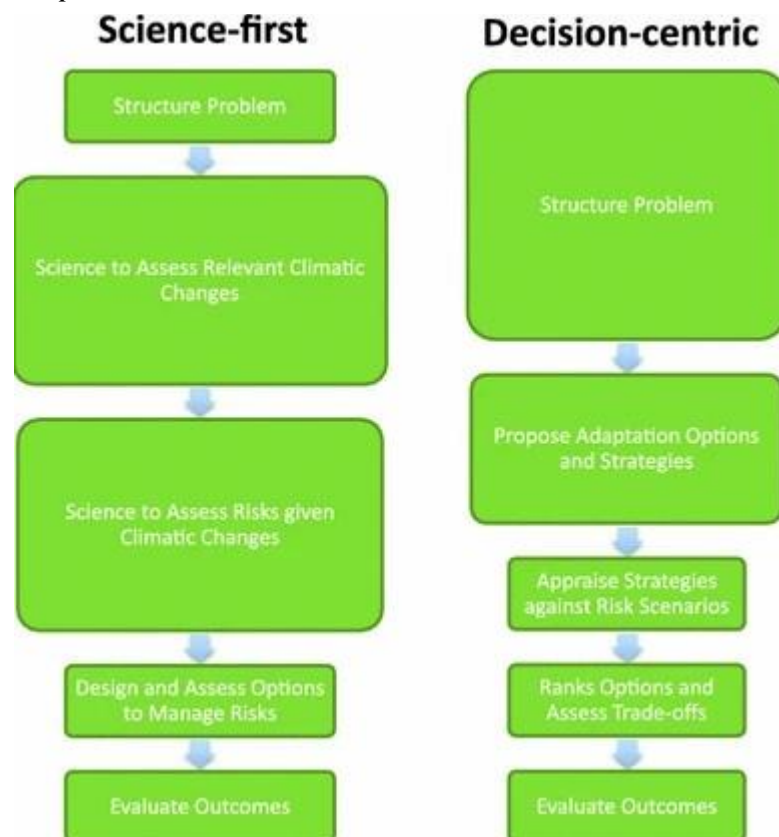 Science-first
Structure Problem
Science to Assess Relevant Climatic
Changes
Science to Assess Risks given
Climatic Changes
Design and Assess Options
to Manage Risks
Evaluate Outcomes
Decision-centric
Structure Problem
Propose Adaptation Options
and Strategies
Appraise Strategies
against Risk Scenarios
Ranks Options and
Assess Trade-offs
Evaluate Outcomes